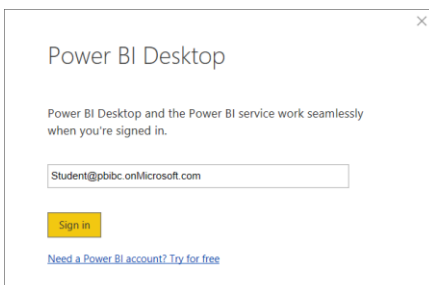 Power BI Desktop
Power BI Desktop and the Power BI service work seamlessly
when you're signed in.
Student@pbibc.onMicrosoft.com
Sign in
Need a Power BI account? Try for free